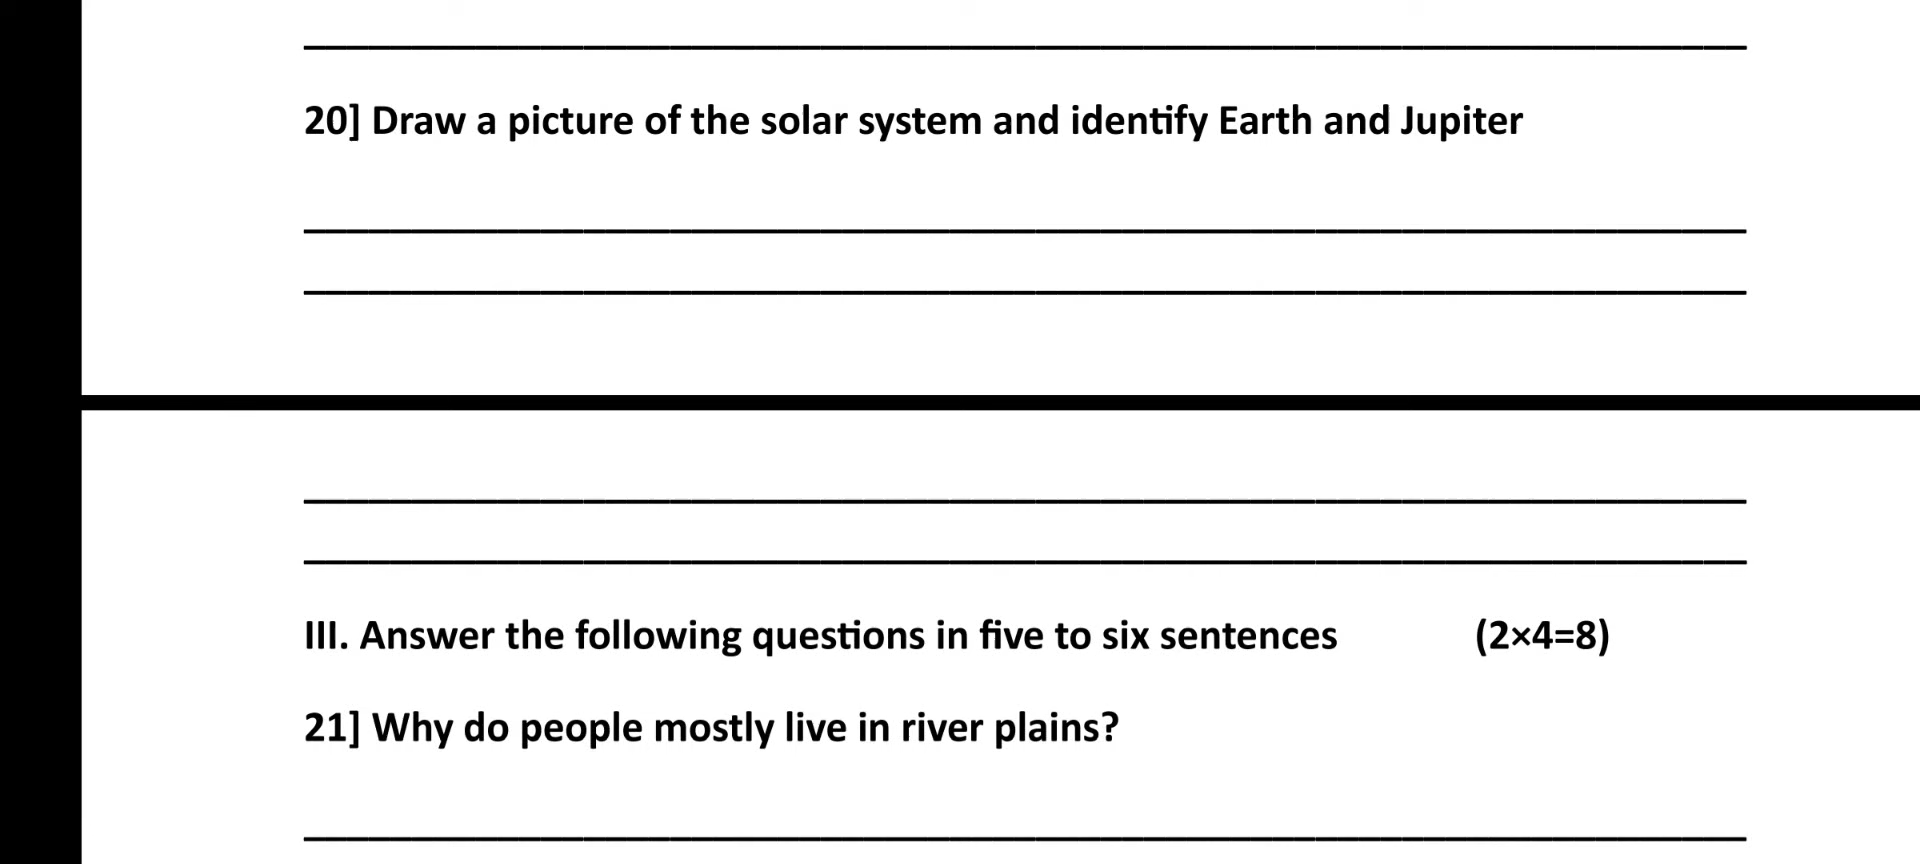 20] Draw a picture of the solar system and identify Earth and Jupiter
III. Answer the following questions in five to six sentences (2×4=8)
21] Why do people mostly live in river plains?